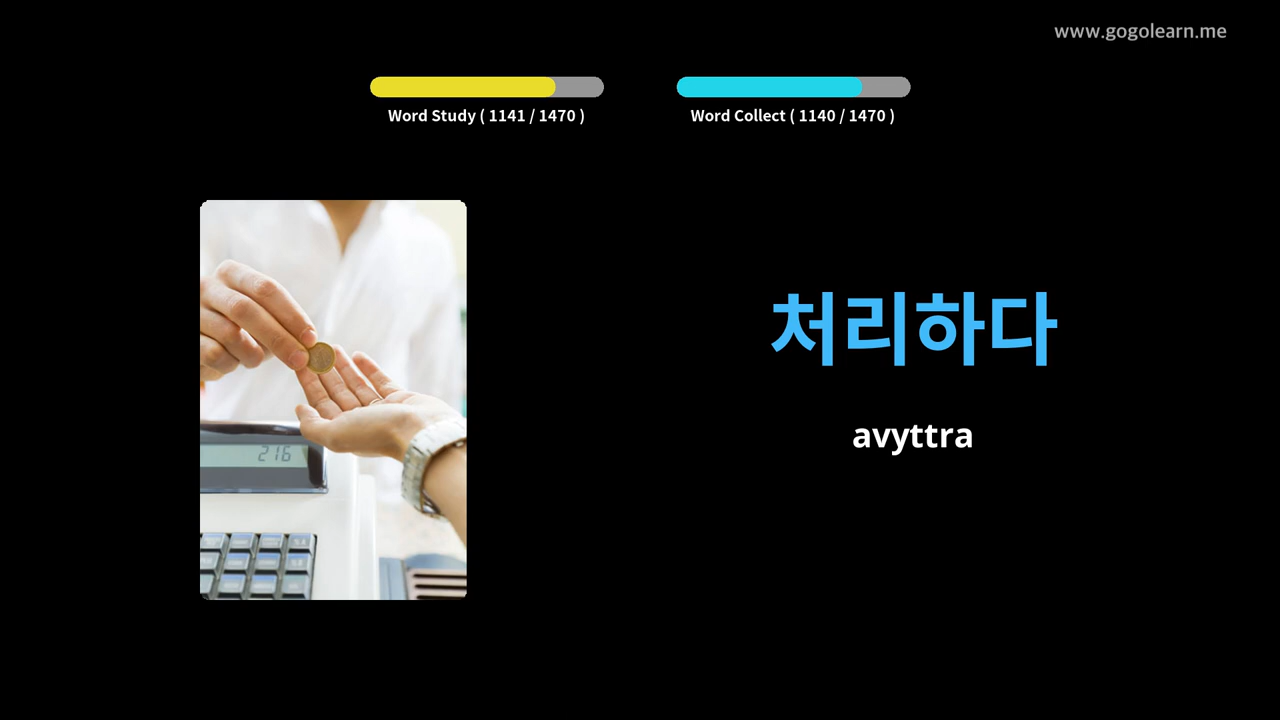 www.gogolearn.me
Word Study ( 1141 / 1470 )
Word Collect ( 1140 / 1470 )
처리하다
avyttra
216